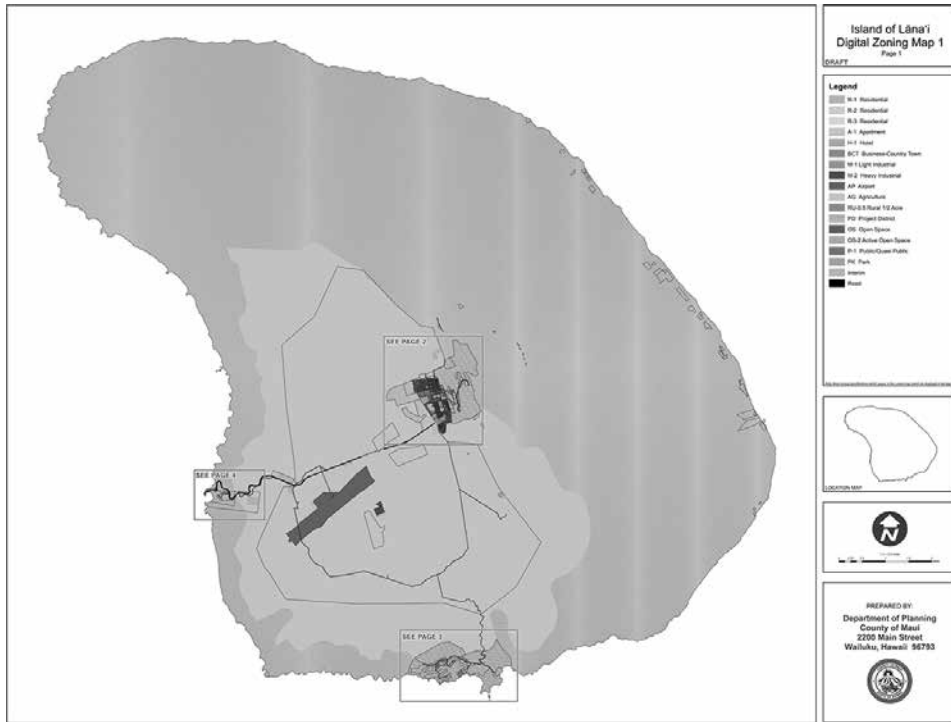 Island of Lāna'i
Digital Zoning Map 1
Page 1
DRAFT
Legend
R-1 Residential
R-2 Residential
R-3 Residential
A-1 Apartment
H-1 Hotel
BCT Business-Country Town
M-1 Light Industrial
M-2 Heavy Industrial
AP Airport
AG Agriculture
RU-0.5 Rural 1/2 Acre
PD Project District
OS Open Space
OS-2 Active Open Space
P-1 Public/Quasi-Public
PK Park
Interim
Road
SEE PAGE 2
SEE PAGE 4
SEE PAGE 3
LOCATION MAP
N
PREPARED BY:
Department of Planning
County of Maui
2200 Main Street
Wailuku, Hawaii 96793